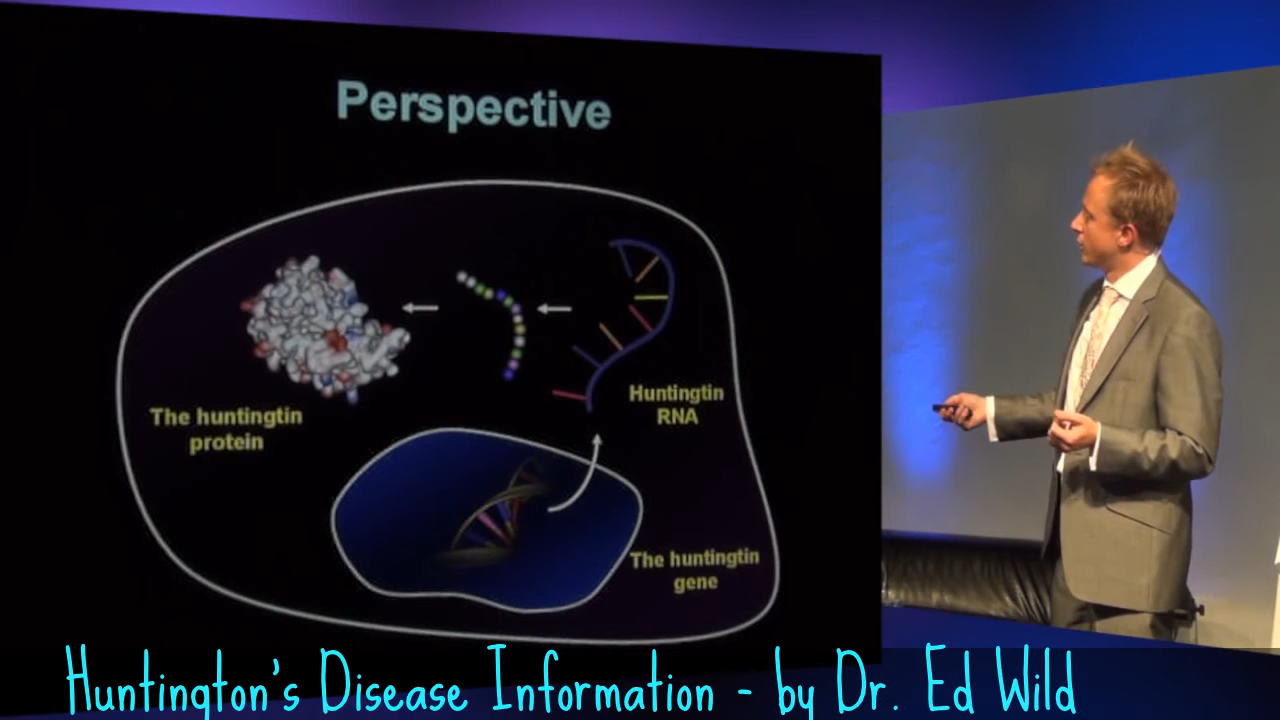 Perspective
Huntingtin
RNA
The huntingtin
protein
The huntingtin
gene
Huntington's Disease Information - by Dr. Ed Wild